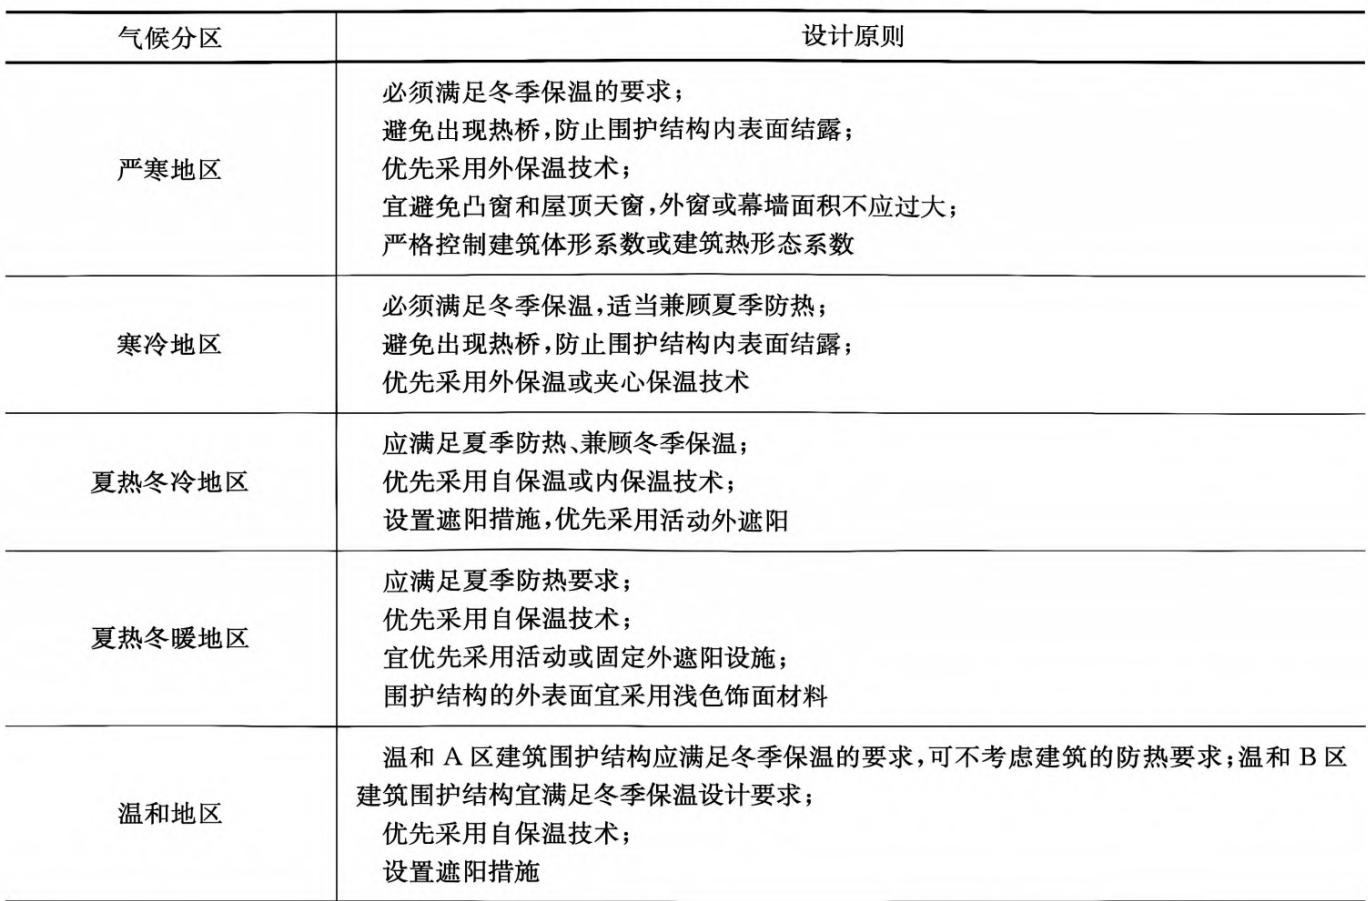 气候分区 设计原则
严寒地区
必须满足冬季保温的要求；
避免出现热桥，防止围护结构内表面结露；
优先采用外保温技术；
宜避免凸窗和屋顶天窗，外窗或幕墙面积不应过大；
严格控制建筑体形系数或建筑热形态系数
寒冷地区
必须满足冬季保温，适当兼顾夏季防热；
避免出现热桥，防止围护结构内表面结露；
优先采用外保温或夹心保温技术
夏热冬冷地区
应满足夏季防热、兼顾冬季保温；
优先采用自保温或内保温技术；
设置遮阳措施，优先采用活动外遮阳
夏热冬暖地区
应满足夏季防热要求；
优先采用自保温技术；
宜优先采用活动或固定外遮阳设施；
围护结构的外表面宜采用浅色饰面材料
温和地区
温和 A 区建筑围护结构应满足冬季保温的要求，可不考虑建筑的防热要求；温和 B 区
建筑围护结构宜满足冬季保温设计要求；
优先采用自保温技术；
设置遮阳措施